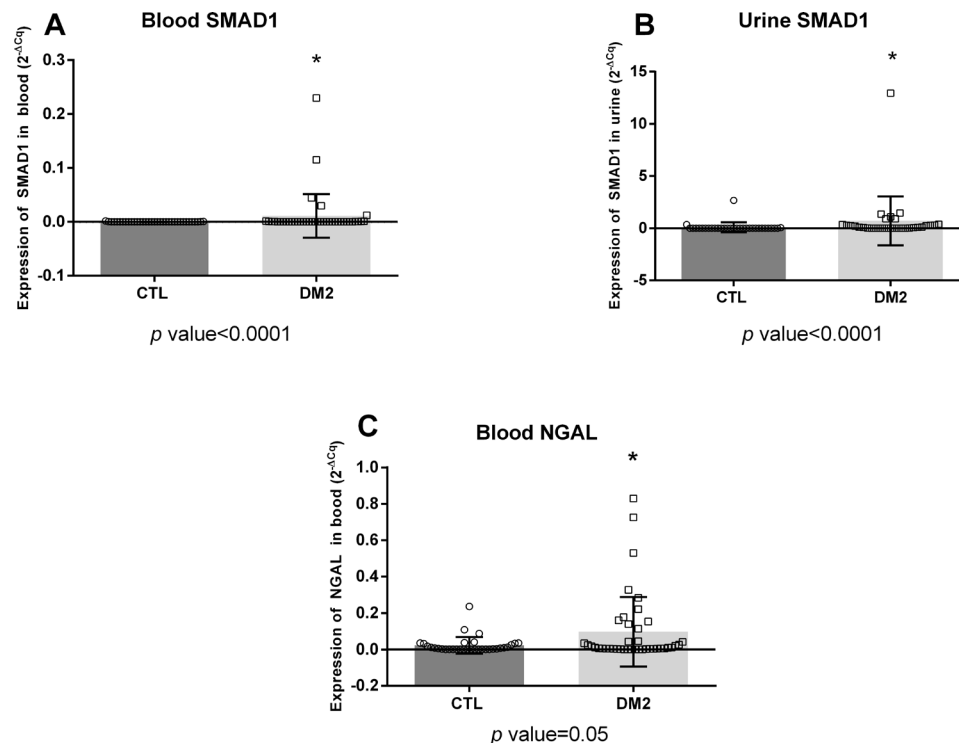 A
Blood SMAD1
Expression of SMAD1 in blood (2-ΔCq)
0.3
0.2
0.1
0.0
-0.1
*
CTL
DM2
p value<0.0001
B
Urine SMAD1
Expression of SMAD1 in urine (2-ΔCq)
15
10
5
0
-5
*
CTL
DM2
p value<0.0001
C
Blood NGAL
Expression of NGAL in bood (2-ΔCq)
1.0
0.8
0.6
0.4
0.2
0.0
-0.2
*
CTL
DM2
p value=0.05